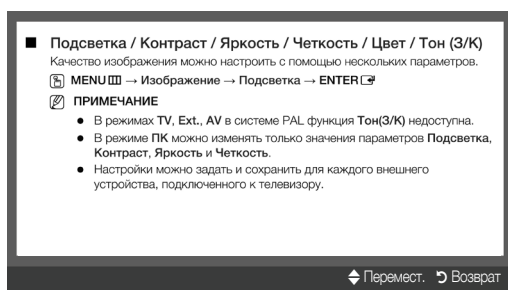 ■ Подсветка / Контраст / Яркость / Четкость / Цвет / Тон (З/К)
Качество изображения можно настроить с помощью нескольких параметров.
MENU → Изображение → Подсветка → ENTER
ПРИМЕЧАНИЕ
● В режимах TV, Ext., AV в системе PAL функция Тон(З/К) недоступна.
● В режиме ПК можно изменять только значения параметров Подсветка,
Контраст, Яркость и Четкость.
● Настройки можно задать и сохранить для каждого внешнего
устройства, подключенного к телевизору.
Перемест. Возврат